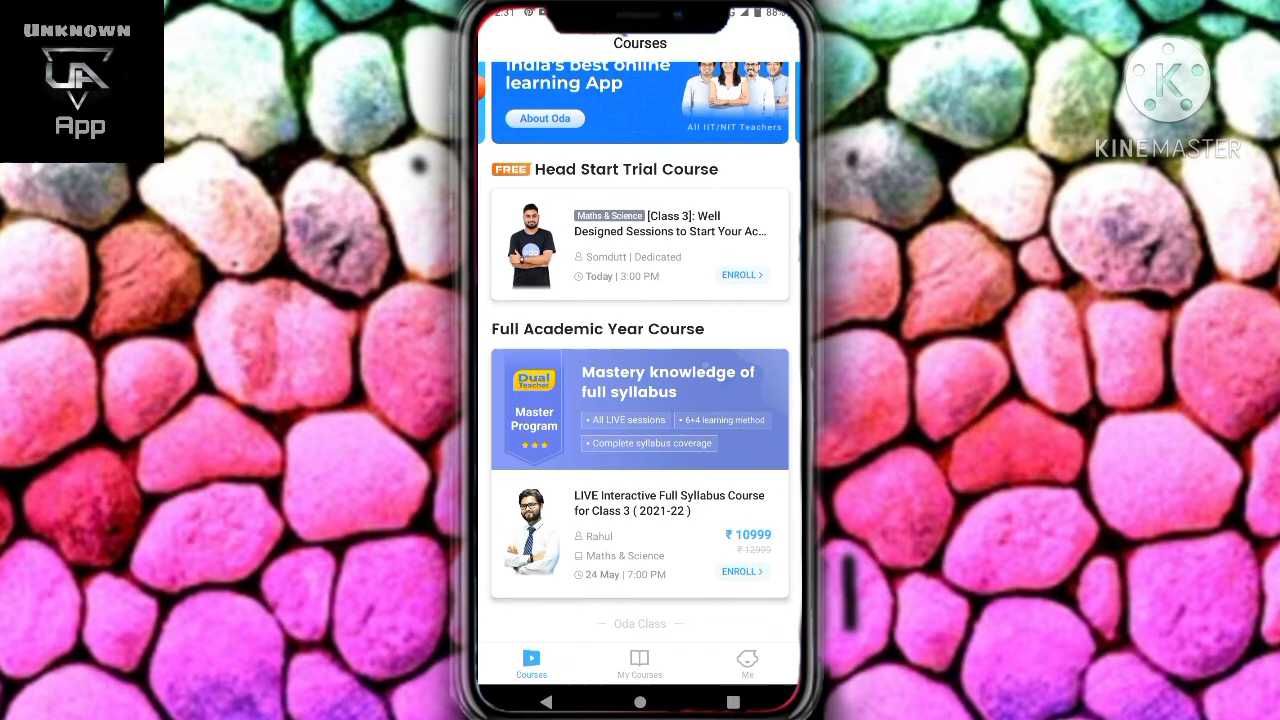 UNKNOWN
UA
App
KINEMASTER
K
2:31
86%
Courses
India's best online
learning App
About Oda
All IIT/NIT Teachers
FREE Head Start Trial Course
Maths & Science [Class 3]: Well
Designed Sessions to Start Your Ac...
oda
Somdutt | Dedicated
Today | 3:00 PM
ENROLL >
Full Academic Year Course
Dual
Teacher
Master
Program
Mastery knowledge of
full syllabus
• All LIVE sessions
• 6+4 learning method
• Complete syllabus coverage
LIVE Interactive Full Syllabus Course
for Class 3 ( 2021-22 )
Rahul
₹ 10999
Maths & Science
₹ 12999
24 May | 7:00 PM
ENROLL >
Oda Class
Courses
My Courses
Me